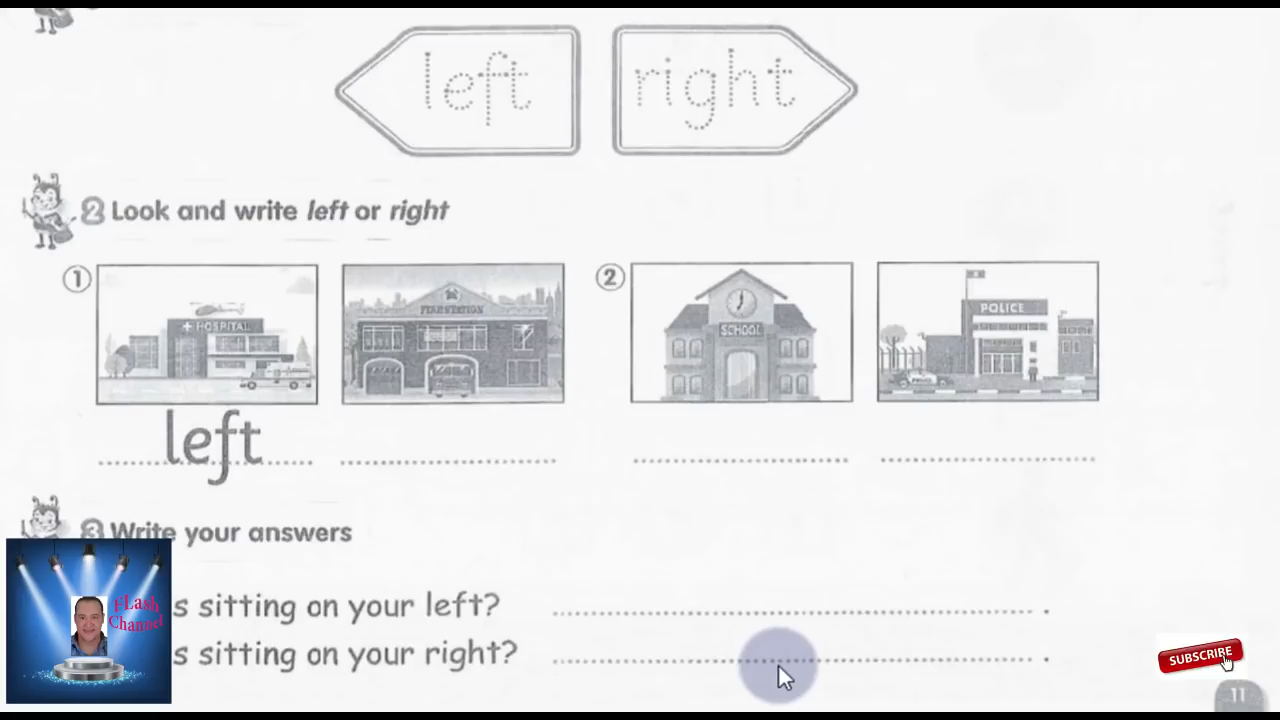 left right
2 Look and write left or right
1 2
HOSPITAL FIRE STATION SCHOOL POLICE
POLICE
left
3 Write your answers
s sitting on your left?
s sitting on your right?
FLash
Channel
SUBSCRIBE
11